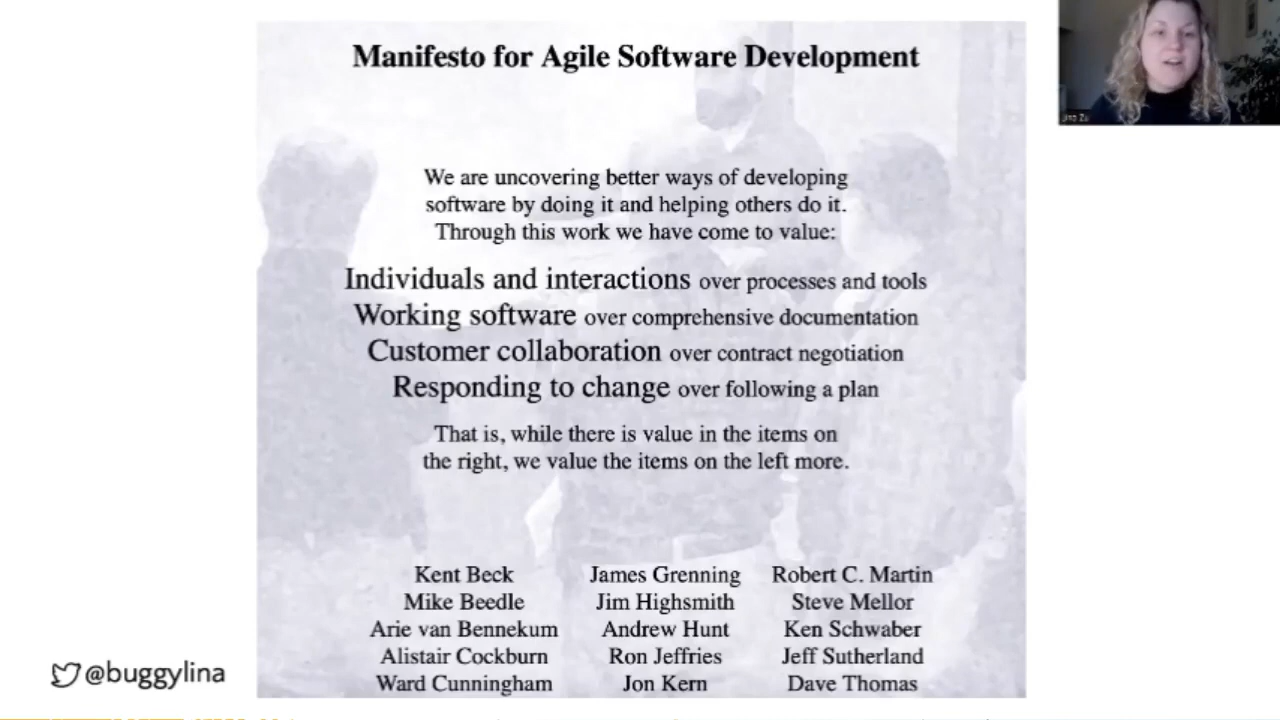 Manifesto for Agile Software Development
We are uncovering better ways of developing
software by doing it and helping others do it.
Through this work we have come to value:
Individuals and interactions over processes and tools
Working software over comprehensive documentation
Customer collaboration over contract negotiation
Responding to change over following a plan
That is, while there is value in the items on
the right, we value the items on the left more.
Kent Beck
Mike Beedle
Arie van Bennekum
Alistair Cockburn
Ward Cunningham
James Grenning
Jim Highsmith
Andrew Hunt
Ron Jeffries
Jon Kern
Robert C. Martin
Steve Mellor
Ken Schwaber
Jeff Sutherland
Dave Thomas
@buggylina